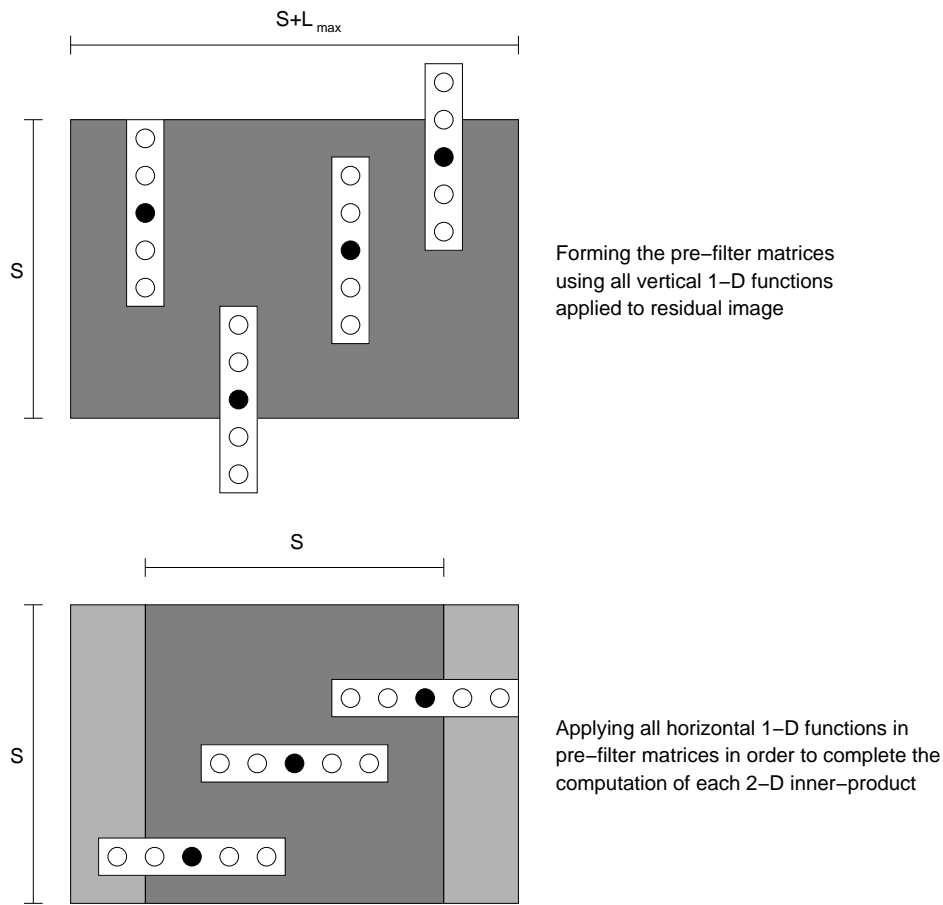 S+L max
S
Forming the pre−filter matrices
using all vertical 1−D functions
applied to residual image
S
S
Applying all horizontal 1−D functions in
pre−filter matrices in order to complete the
computation of each 2−D inner−product